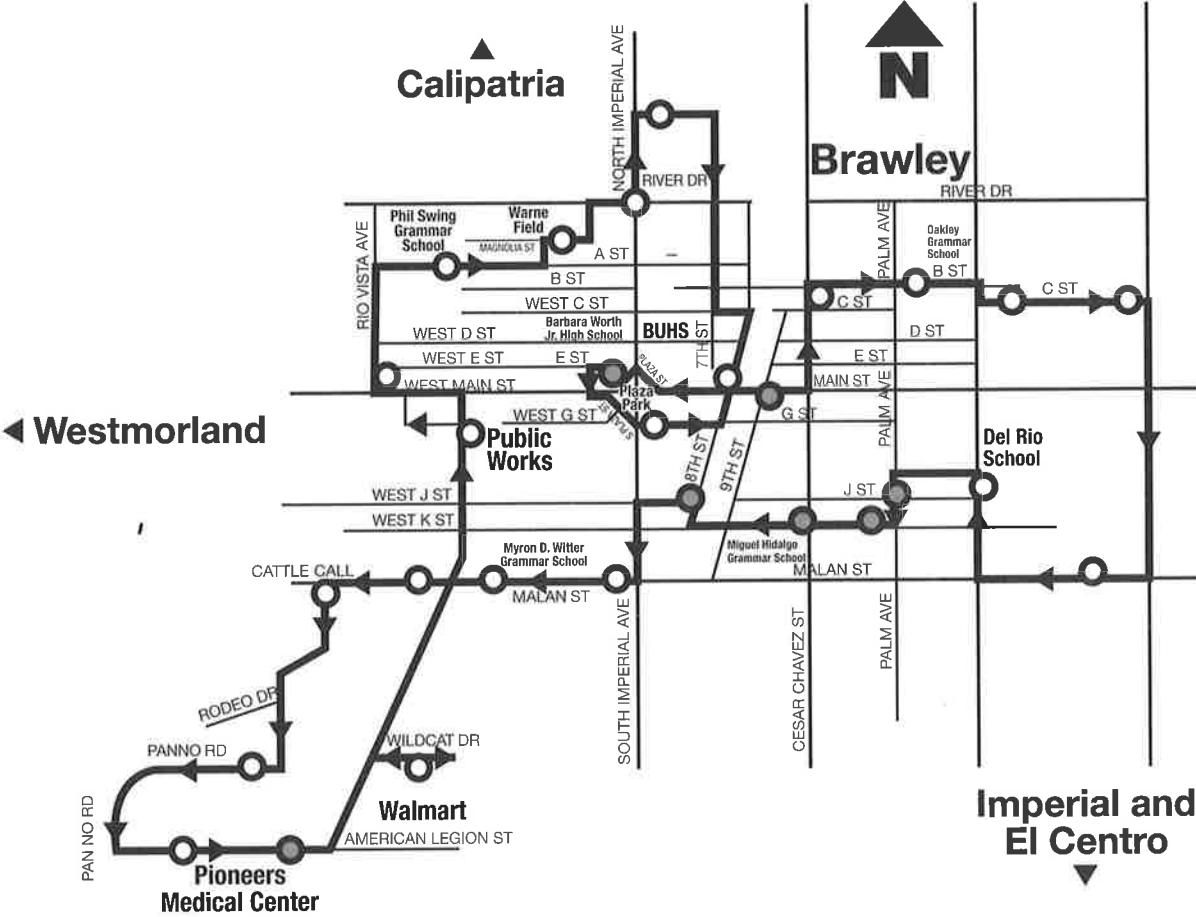 NORTH IMPERIAL AVE
Calipatria
N
Brawley
RIVER DR
RIVER DR
Phil Swing
Grammar
School
Warne
Field
MAGNOLIA ST
PALM AVE
Oakley
Grammar
School
RIO VISTA AVE
A ST
B ST
B ST
C ST
WEST C ST
C ST
Barbara Worth
Jr. High School
BUHS
7TH ST
WEST D ST
D ST
WEST E ST
E ST
PLAZA ST
E ST
WEST MAIN ST
Plaza
Park
MAIN ST
PALM AVE
WEST G ST
G ST
Westmorland
Public
Works
8TH ST
9TH ST
Del Rio
School
WEST J ST
J ST
WEST K ST
Myron D. Witter
Grammar School
Miguel Hidalgo
Grammar School
CATTLE CALL
MALAN ST
MALAN ST
SOUTH IMPERIAL AVE
CESAR CHAVEZ ST
PALM AVE
RODEO DR
PANNO RD
WILDCAT DR
PAN NO RD
Walmart
AMERICAN LEGION ST
Imperial and
El Centro
Pioneers
Medical Center